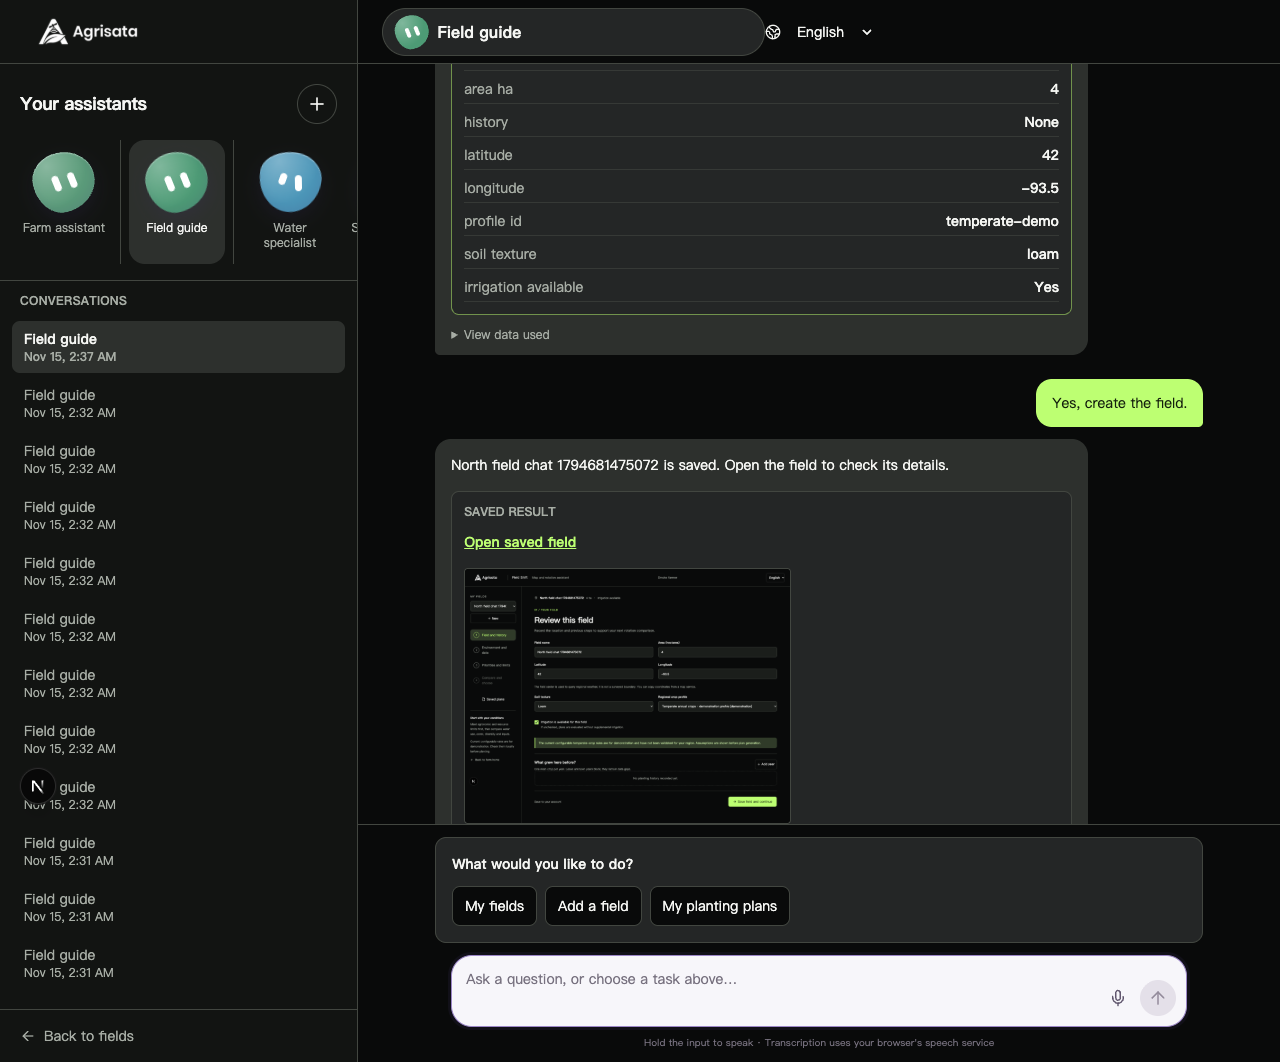 Agrisata
Your assistants
Farm assistant
Field guide
Water
specialist
S
CONVERSATIONS
Field guide
Nov 15, 2:37 AM
Field guide
Nov 15, 2:32 AM
Field guide
Nov 15, 2:32 AM
Field guide
Nov 15, 2:32 AM
Field guide
Nov 15, 2:32 AM
Field guide
Nov 15, 2:32 AM
Field guide
Nov 15, 2:32 AM
Field guide
Nov 15, 2:32 AM
N
guide
Nov 15, 2:32 AM
Field guide
Nov 15, 2:31 AM
Field guide
Nov 15, 2:31 AM
Field guide
Nov 15, 2:31 AM
Back to fields
Field guide
English
area ha 4
history None
latitude 42
longitude -93.5
profile id temperate-demo
soil texture loam
irrigation available Yes
View data used
Yes, create the field.
North field chat 1794681475072 is saved. Open the field to check its details.
SAVED RESULT
Open saved field
Agrisata
English
Review this field
What would you like to do?
My fields
Add a field
My planting plans
Ask a question, or choose a task above...
Hold the input to speak · Transcription uses your browser's speech service